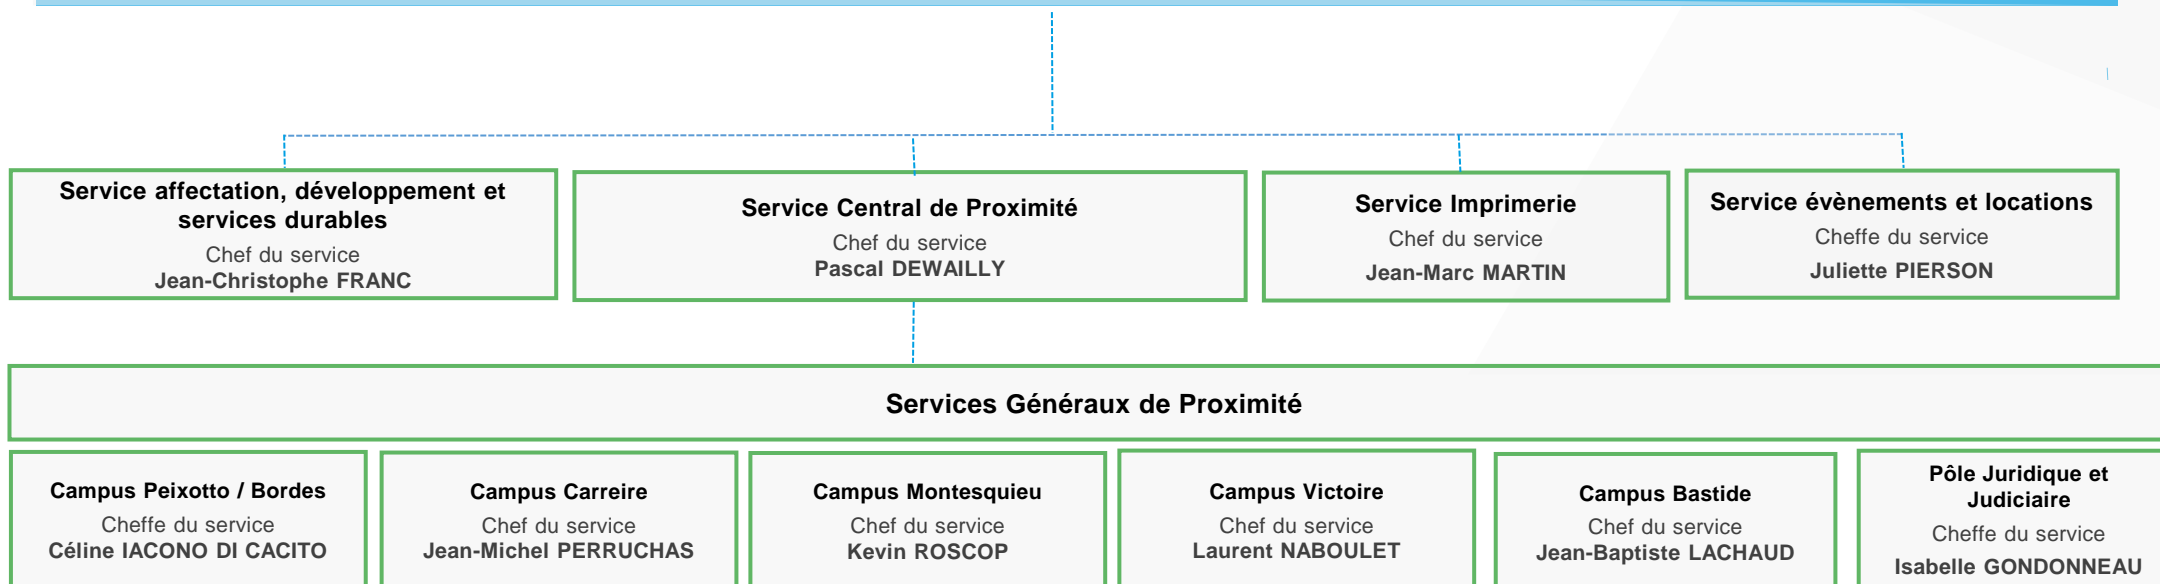 Service affectation, développement et
services durables
Chef du service
Jean-Christophe FRANC
Service Central de Proximité
Chef du service
Pascal DEWAILLY
Service Imprimerie
Chef du service
Jean-Marc MARTIN
Service évènements et locations
Cheffe du service
Juliette PIERSON
Services Généraux de Proximité
Campus Peixotto / Bordes
Cheffe du service
Céline IACONO DI CACITO
Campus Carreire
Chef du service
Jean-Michel PERRUCHAS
Campus Montesquieu
Chef du service
Kevin ROSCOP
Campus Victoire
Chef du service
Laurent NABOULET
Campus Bastide
Chef du service
Jean-Baptiste LACHAUD
Pôle Juridique et
Judiciaire
Cheffe du service
Isabelle GONDONNEAU